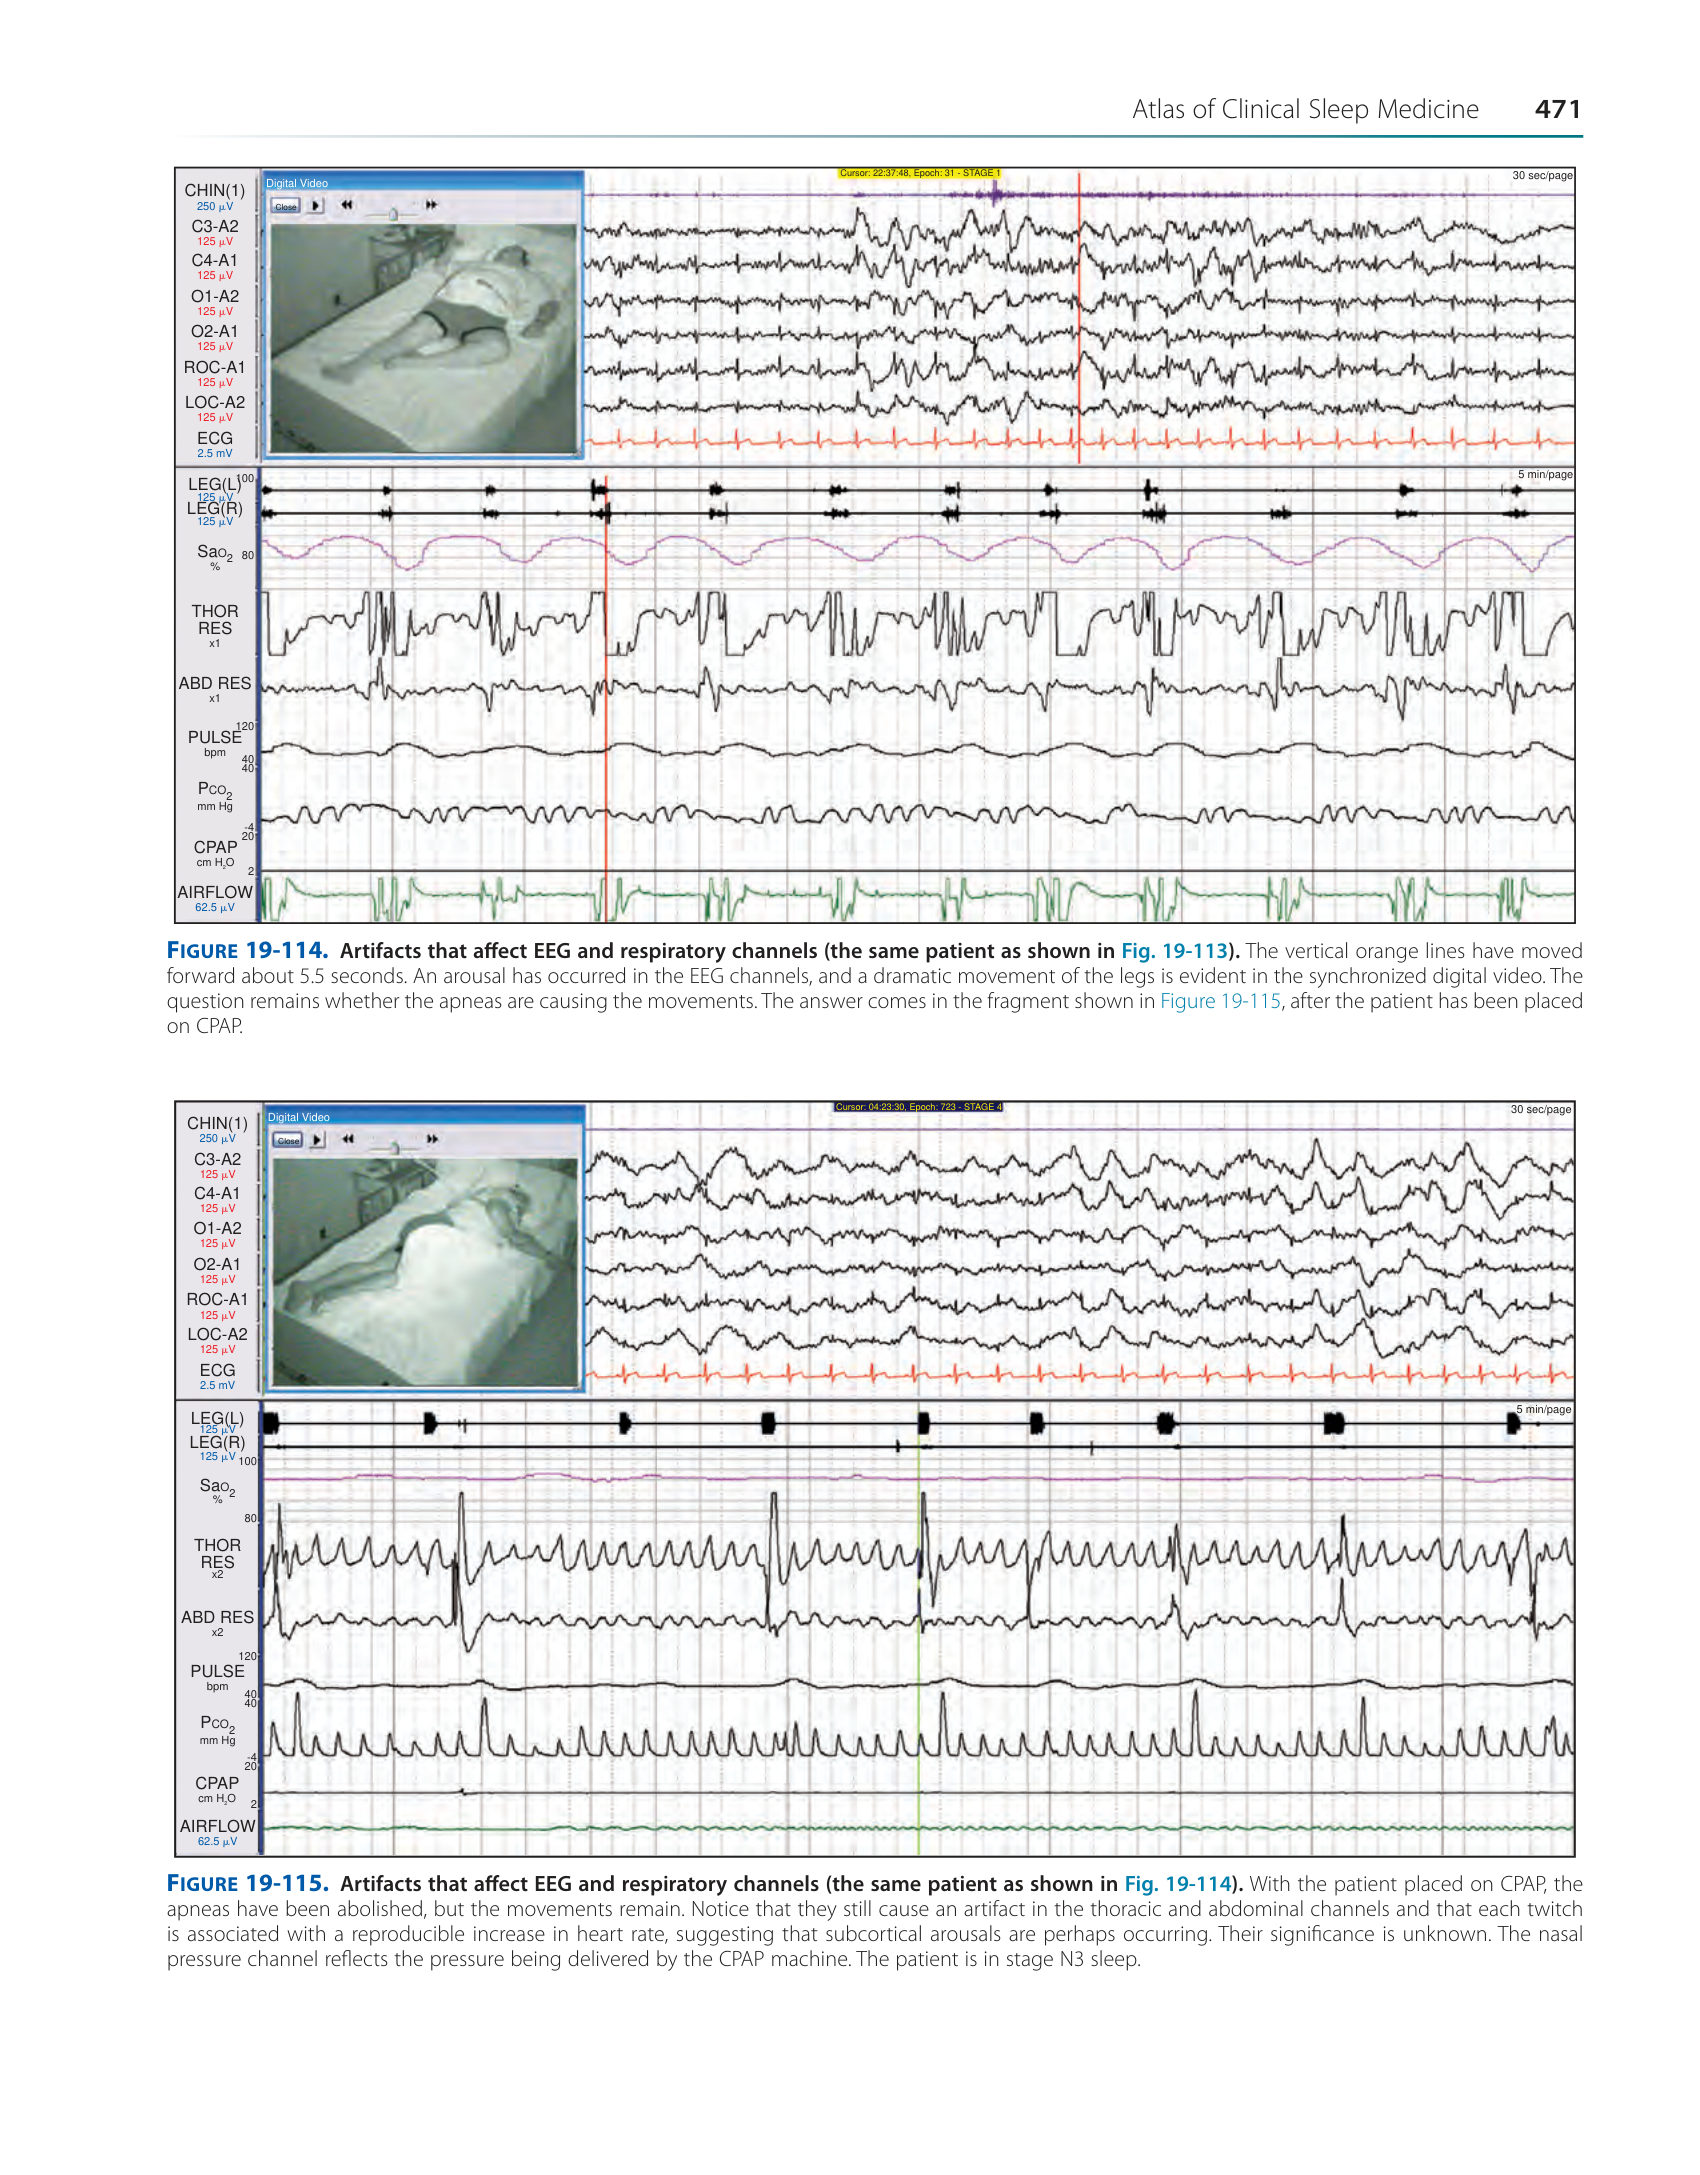 Atlas of Clinical Sleep Medicine 471
Cursor: 22:37:48, Epoch: 31 - STAGE 1
30 sec/page
Digital Video
Close
CHIN(1)
250 µV
C3-A2
125 µV
C4-A1
125 µV
O1-A2
125 µV
O2-A1
125 µV
ROC-A1
125 µV
LOC-A2
125 µV
ECG
2.5 mV
5 min/page
LEG(L)
125 µV
LEG(R)
125 µV
100
SaO2 80
%
THOR
RES
x1
ABD RES
x1
120
PULSE
bpm
40
40
PCO2
mm Hg
-4
20
CPAP
cm H2O
2
AIRFLOW
62.5 µV
FIGURE 19-114. Artifacts that affect EEG and respiratory channels (the same patient as shown in Fig. 19-113). The vertical orange lines have moved
forward about 5.5 seconds. An arousal has occurred in the EEG channels, and a dramatic movement of the legs is evident in the synchronized digital video. The
question remains whether the apneas are causing the movements. The answer comes in the fragment shown in Figure 19-115, after the patient has been placed
on CPAP.
Cursor: 04:23:30, Epoch: 723 - STAGE 4
30 sec/page
Digital Video
Close
CHIN(1)
250 µV
C3-A2
125 µV
C4-A1
125 µV
O1-A2
125 µV
O2-A1
125 µV
ROC-A1
125 µV
LOC-A2
125 µV
ECG
2.5 mV
5 min/page
LEG(L)
125 µV
LEG(R)
125 µV
100
SaO2
%
80
THOR
RES
x2
ABD RES
x2
120
PULSE
bpm
40
40
PCO2
mm Hg
-4
20
CPAP
cm H2O
2
AIRFLOW
62.5 µV
FIGURE 19-115. Artifacts that affect EEG and respiratory channels (the same patient as shown in Fig. 19-114). With the patient placed on CPAP, the
apneas have been abolished, but the movements remain. Notice that they still cause an artifact in the thoracic and abdominal channels and that each twitch
is associated with a reproducible increase in heart rate, suggesting that subcortical arousals are perhaps occurring. Their significance is unknown. The nasal
pressure channel reflects the pressure being delivered by the CPAP machine. The patient is in stage N3 sleep.